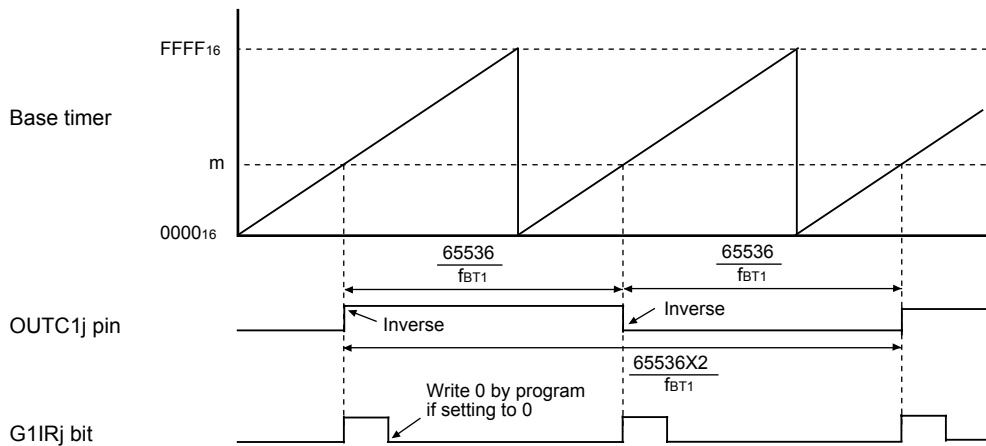 FFFF16
Base timer
m
000016
65536
fBT1
65536
fBT1
OUTC1j pin
Inverse
Inverse
65536X2
fBT1
Write 0 by program
if setting to 0
G1IRj bit